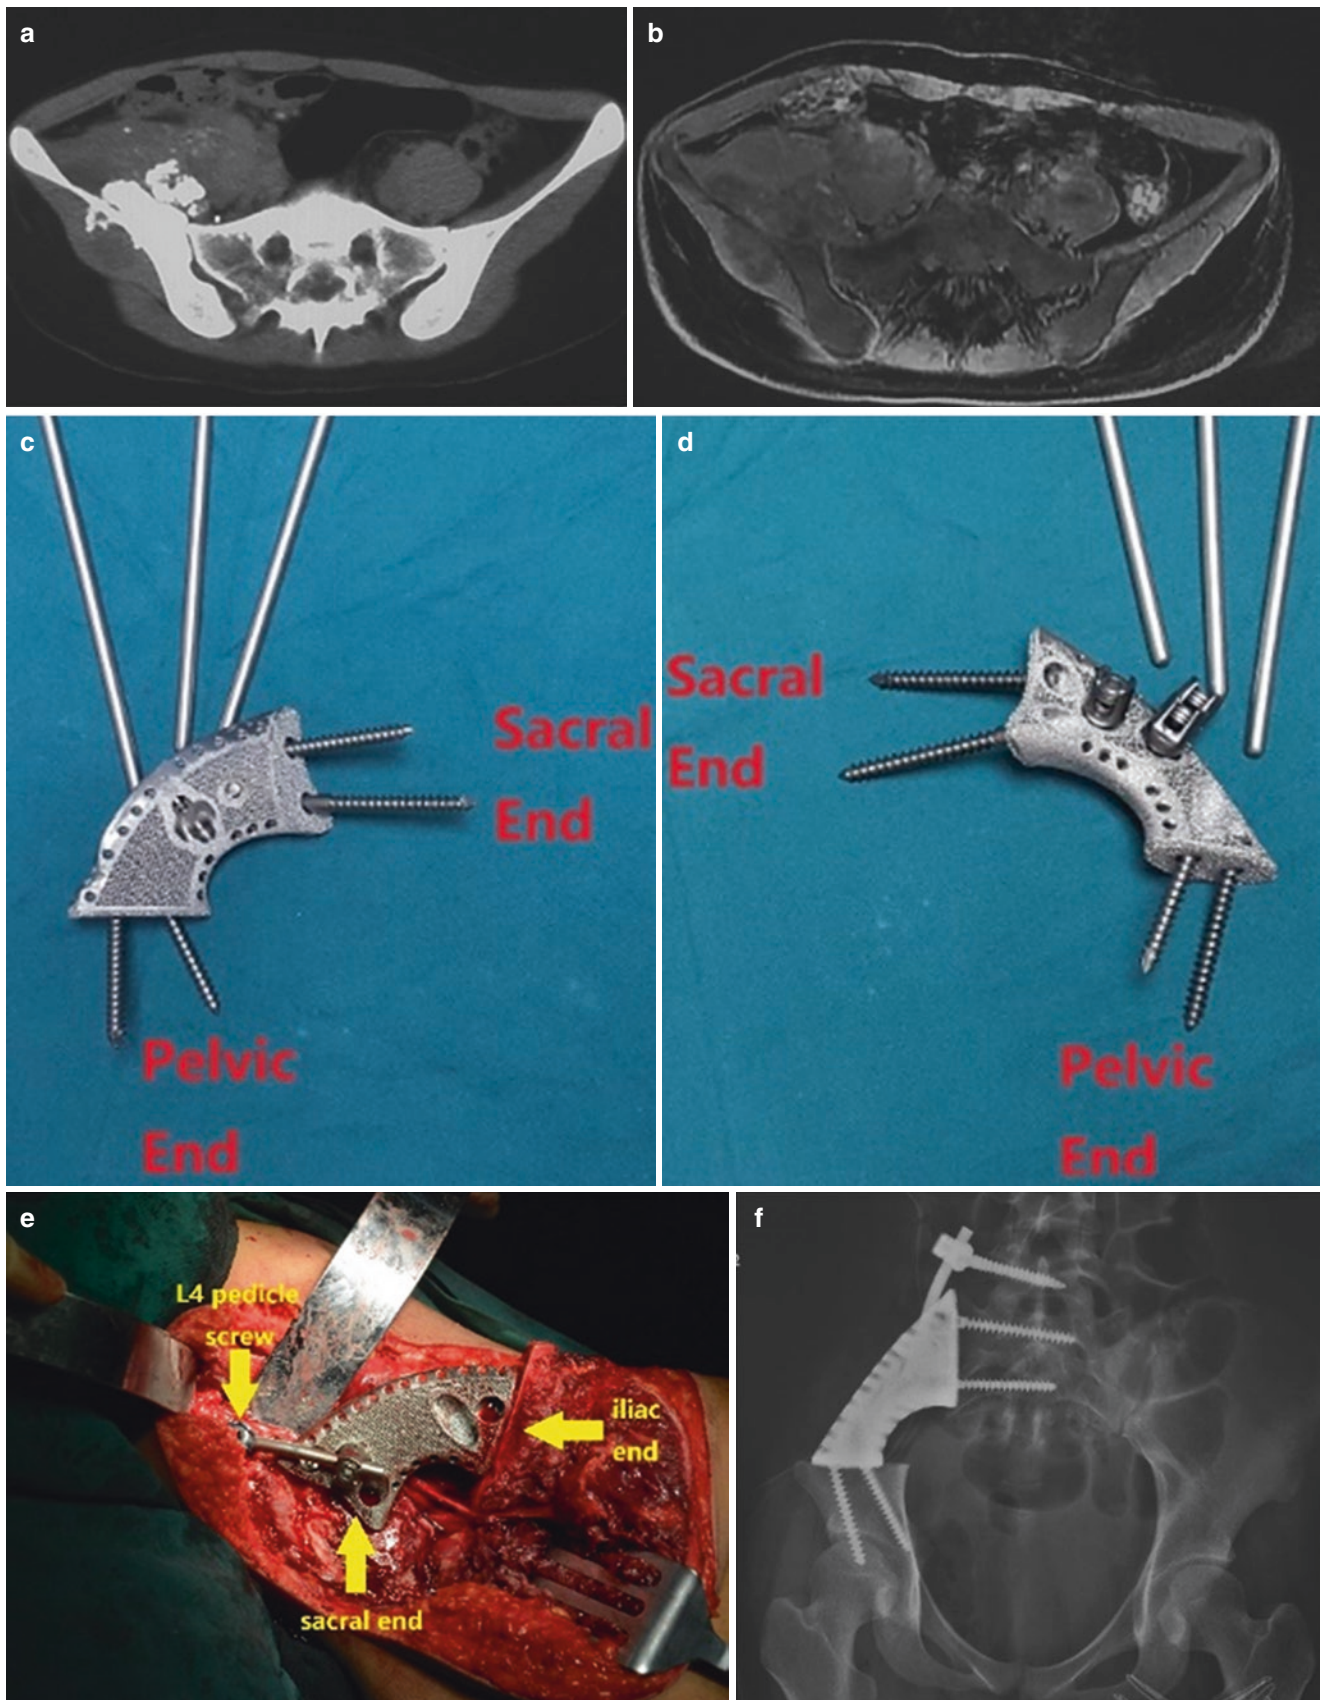 a
b
c
Sacral
End
Pelvic
End
d
Sacral
End
Pelvic
End
e
L4 pedicle
screw
iliac
end
sacral end
f